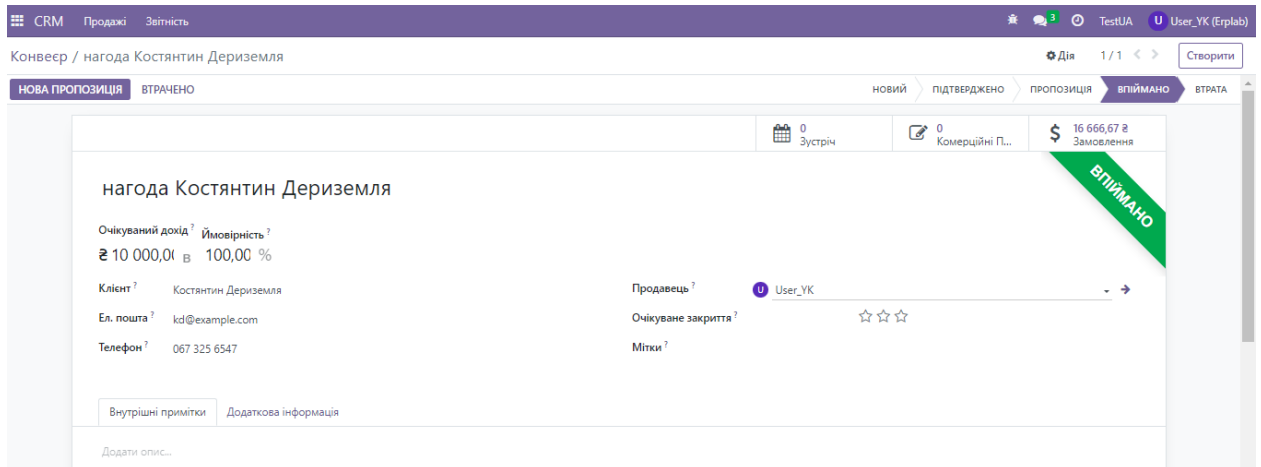 CRM Продажі Звітність 3 TestUA U User_YK (Erplab)
Конвеєр / нагода Костянтин Дериземля Дія 1 / 1 Створити
НОВА ПРОПОЗИЦІЯ ВТРАЧЕНО НОВИЙ ПІДТВЕРДЖЕНО ПРОПОЗИЦІЯ ВПІЙМАНО ВТРАТА
0 Зустріч
0 Комерційні П...
16 666,67 ₴ Замовлення
ВПІЙМАНО
нагода Костянтин Дериземля
Очікуваний дохід ? Ймовірність ?
₴ 10 000,0( в 100,00 %
Клієнт ? Костянтин Дериземля
Продавець ? U User_YK
Ел. пошта ? kd@example.com
Очікуване закриття ?
Телефон ? 067 325 6547
Мітки ?
Внутрішні примітки Додаткова інформація
Додати опис...